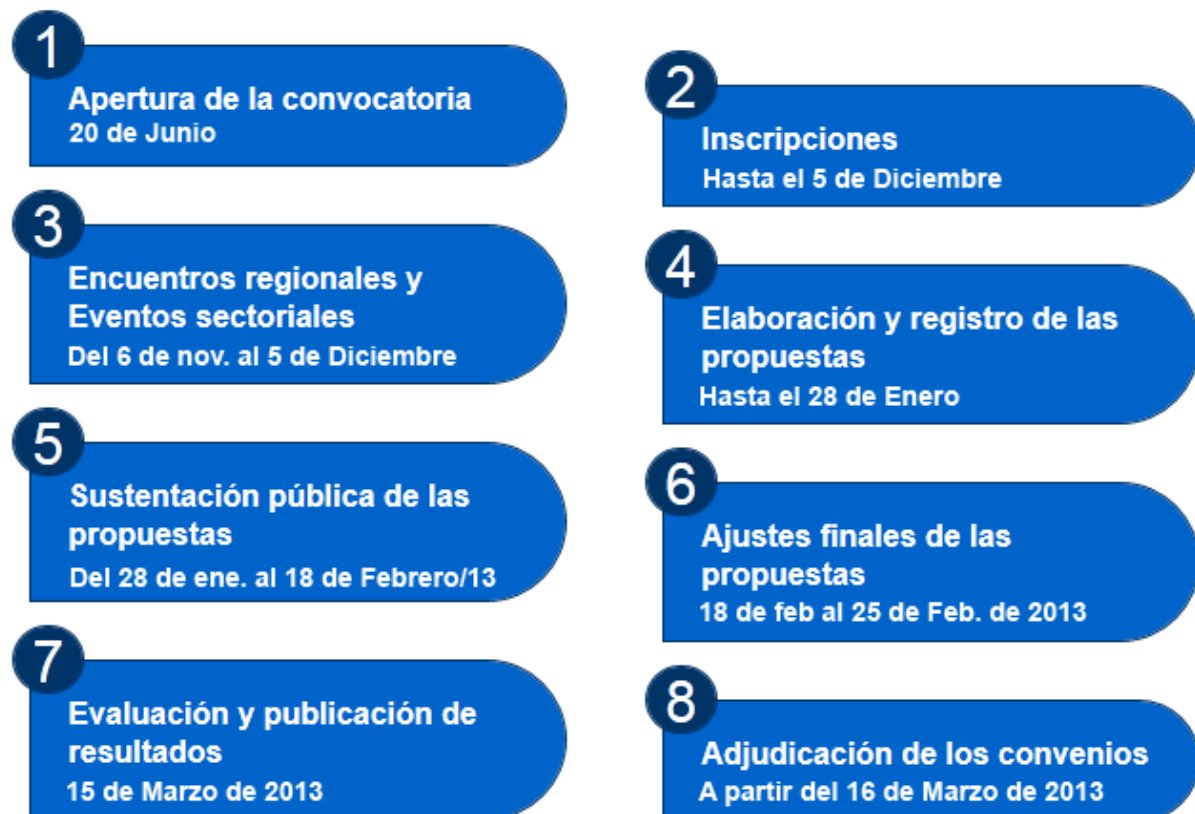 1
Apertura de la convocatoria
20 de Junio
2
Inscripciones
Hasta el 5 de Diciembre
3
Encuentros regionales y
Eventos sectoriales
Del 6 de nov. al 5 de Diciembre
4
Elaboración y registro de las
propuestas
Hasta el 28 de Enero
5
Sustentación pública de las
propuestas
Del 28 de ene. al 18 de Febrero/13
6
Ajustes finales de las
propuestas
18 de feb al 25 de Feb. de 2013
7
Evaluación y publicación de
resultados
15 de Marzo de 2013
8
Adjudicación de los convenios
A partir del 16 de Marzo de 2013